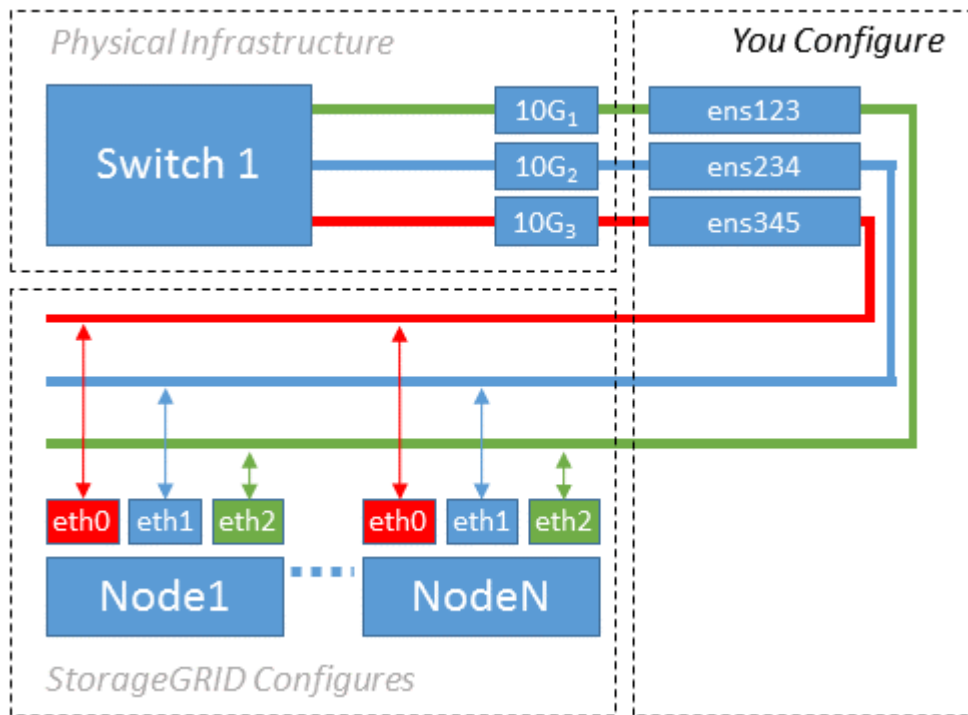 Physical Infrastructure
You Configure
Switch 1
10G₁
ens123
10G₂
ens234
10G₃
ens345
eth0 eth1 eth2
eth0 eth1 eth2
Node1
NodeN
StorageGRID Configures